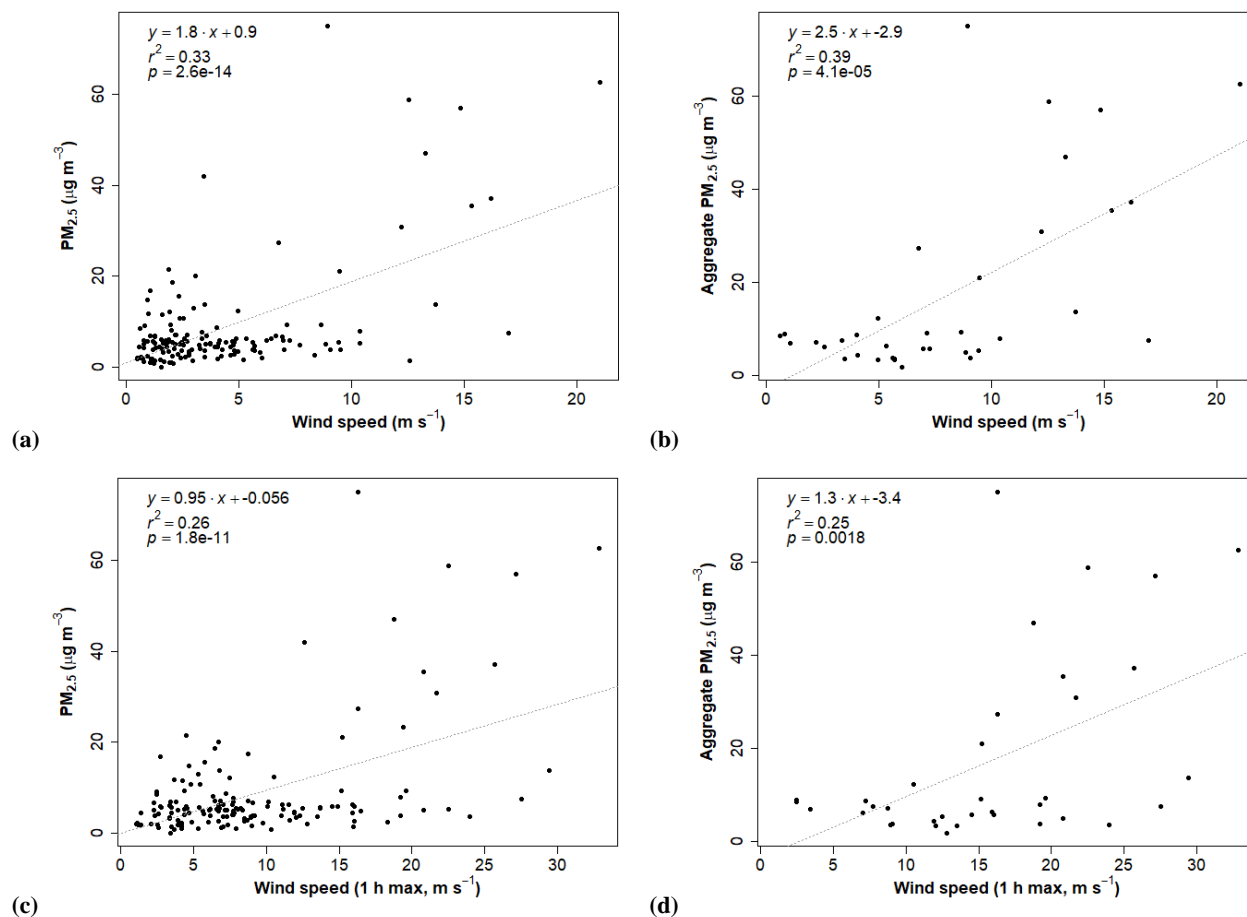 y = 1.8 · x + 0.9
r² = 0.33
p = 2.6e-14
PM₂.₅ (μg m⁻³)
0 20 40 60
0 5 10 15 20
Wind speed (m s⁻¹)
(a)
y = 2.5 · x + -2.9
r² = 0.39
p = 4.1e-05
Aggregate PM₂.₅ (μg m⁻³)
0 20 40 60
0 5 10 15 20
Wind speed (m s⁻¹)
(b)
y = 0.95 · x + -0.056
r² = 0.26
p = 1.8e-11
PM₂.₅ (μg m⁻³)
0 20 40 60
0 5 10 15 20 25 30
Wind speed (1 h max, m s⁻¹)
(c)
y = 1.3 · x + -3.4
r² = 0.25
p = 0.0018
Aggregate PM₂.₅ (μg m⁻³)
0 20 40 60
0 5 10 15 20 25 30
Wind speed (1 h max, m s⁻¹)
(d)